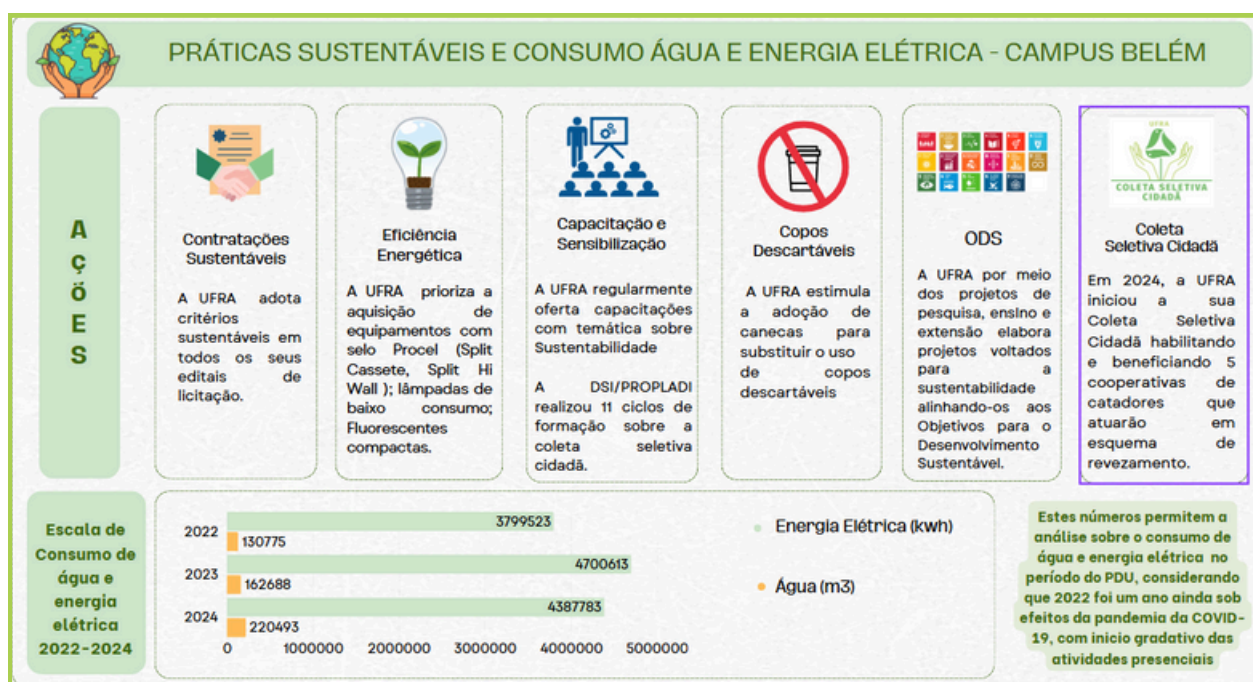 PRÁTICAS SUSTENTÁVEIS E CONSUMO ÁGUA E ENERGIA ELÉTRICA - CAMPUS BELÉM
A
Ç
Õ
E
S
Contratações
Sustentáveis
A UFRA adota
critérios
sustentáveis em
todos os seus
editais de
licitação.
Eficiência
Energética
A UFRA prioriza a
aquisição de
equipamentos com
selo Procel (Split
Cassete, Split Hi
Wall ); lâmpadas de
baixo consumo;
Fluorescentes
compactas.
Capacitação e
Sensibilização
A UFRA regularmente
oferta capacitações
com temática sobre
Sustentabilidade
A DSI/PROPLADI
realizou 11 ciclos de
formação sobre a
coleta seletiva
cidadã.
Copos
Descartáveis
A UFRA estimula
a adoção de
canecas para
substituir o uso
de copos
descartáveis
ODS
A UFRA por meio
dos projetos de
pesquisa, ensino e
extensão elabora
projetos voltados
para a
sustentabilidade
alinhando-os aos
Objetivos para o
Desenvolvimento
Sustentável.
UFRA
COLETA SELETIVA
CIDADÃ
Coleta
Seletiva Cidadã
Em 2024, a UFRA
iniciou a sua
Coleta Seletiva
Cidadã habilitando
e beneficiando 5
cooperativas de
catadores que
atuarão em
esquema de
revezamento.
Escala de
Consumo de
água e
energia
elétrica
2022-2024
2022
3799523
130775
2023
4700613
162688
2024
4387783
220493
0 1000000 2000000 3000000 4000000 5000000
Energia Elétrica (kwh)
Água (m3)
Estes números permitem a
análise sobre o consumo de
água e energia elétrica no
período do PDU, considerando
que 2022 foi um ano ainda sob
efeitos da pandemia da COVID-
19, com inicio gradativo das
atividades presenciais